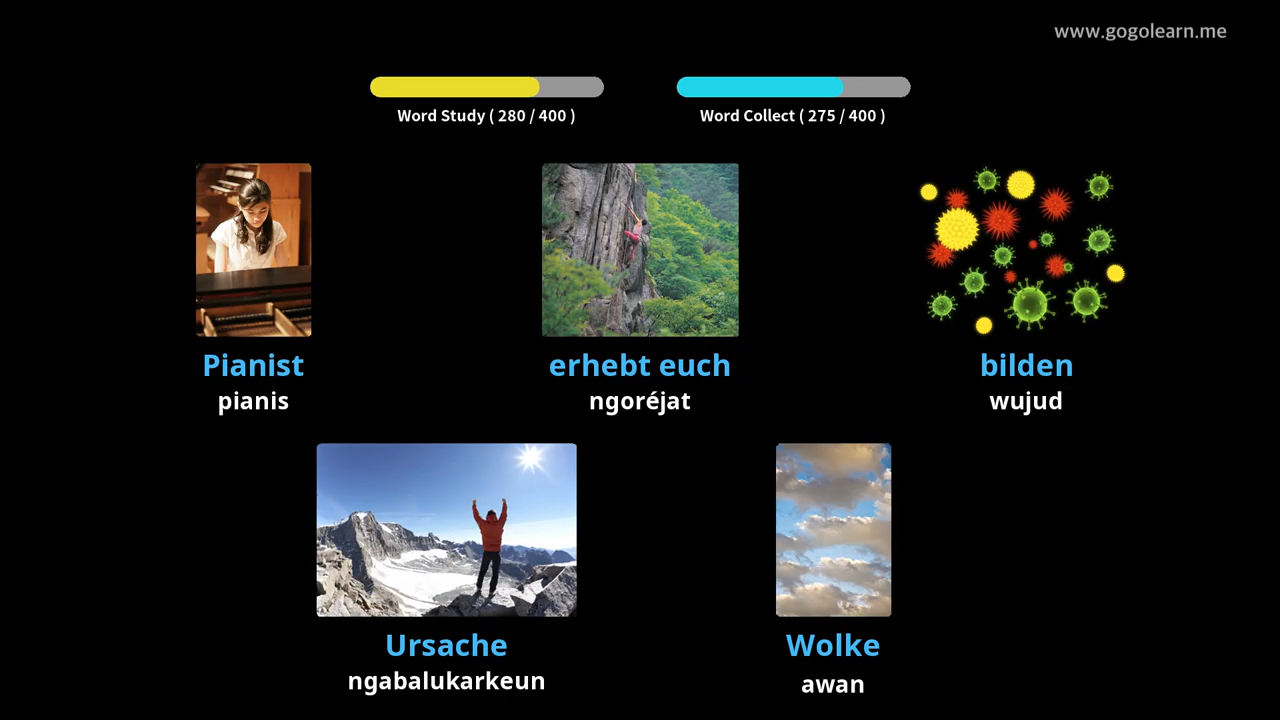 www.gogolearn.me
Word Study ( 280 / 400 )
Word Collect ( 275 / 400 )
Pianist
pianis
erhebt euch
ngoréjat
bilden
wujud
Ursache
ngabalukarkeun
Wolke
awan